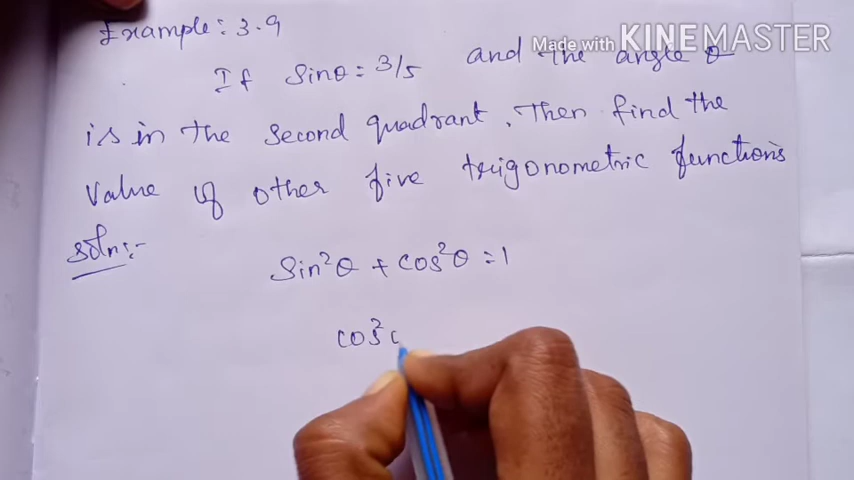 Example: 3.9
Made with KINEMASTER
If Sinθ = 3/5 and the angle θ
is in the second quadrant. Then find the
value of other five trigonometric functions
soln:-
Sin²θ + cos²θ = 1
cos²